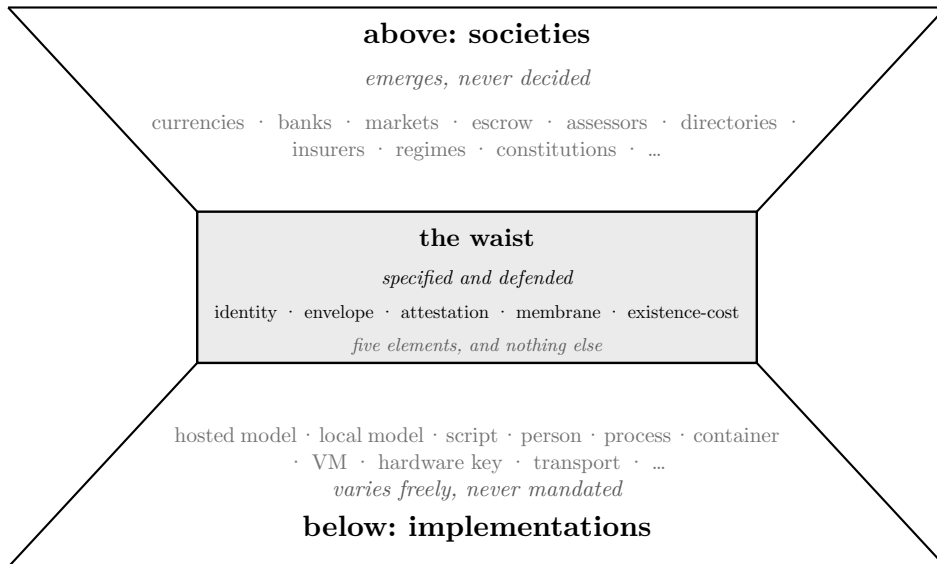 above: societies
emerges, never decided
currencies · banks · markets · escrow · assessors · directories ·
insurers · regimes · constitutions · …
the waist
specified and defended
identity · envelope · attestation · membrane · existence-cost
five elements, and nothing else
hosted model · local model · script · person · process · container
· VM · hardware key · transport · …
varies freely, never mandated
below: implementations